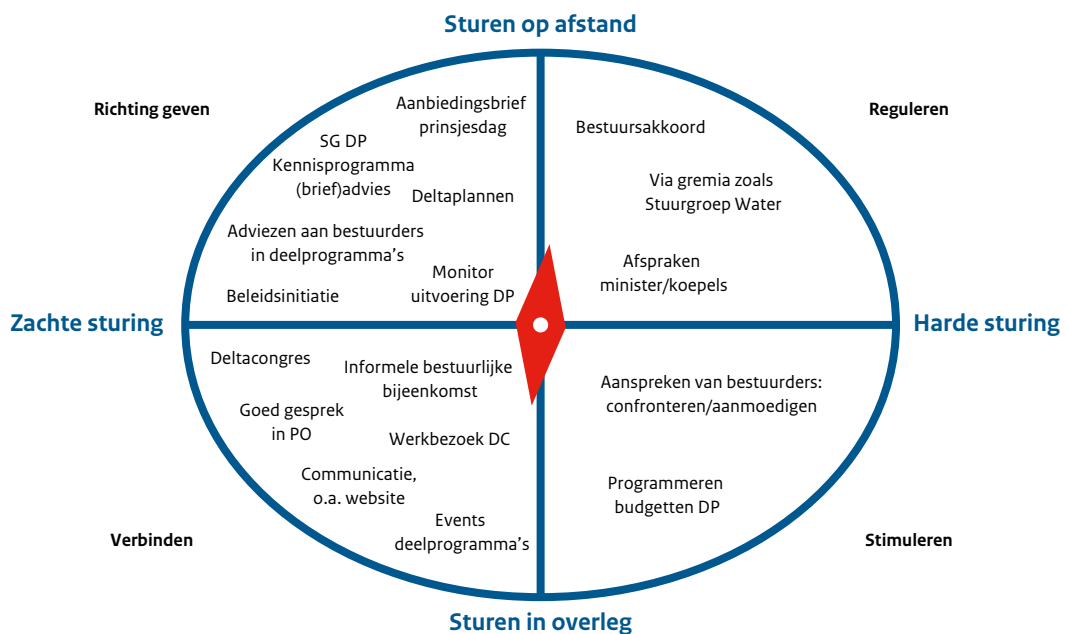 Sturen op afstand
Richting geven
Reguleren
Aanbiedingsbrief
prinsjesdag
SG DP
Kennisprogramma
(brief)advies
Deltaplannen
Adviezen aan bestuurders
in deelprogramma's
Monitor
uitvoering DP
Beleidsinitiatie
Bestuursakkoord
Via gremia zoals
Stuurgroep Water
Afspraken
minister/koepels
Zachte sturing
Harde sturing
Deltacongres
Informele bestuurlijke
bijeenkomst
Goed gesprek
in PO
Werkbezoek DC
Communicatie,
o.a. website
Events
deelprogramma's
Aanspreken van bestuurders:
confronteren/aanmoedigen
Programmeren
budgetten DP
Verbinden
Stimuleren
Sturen in overleg